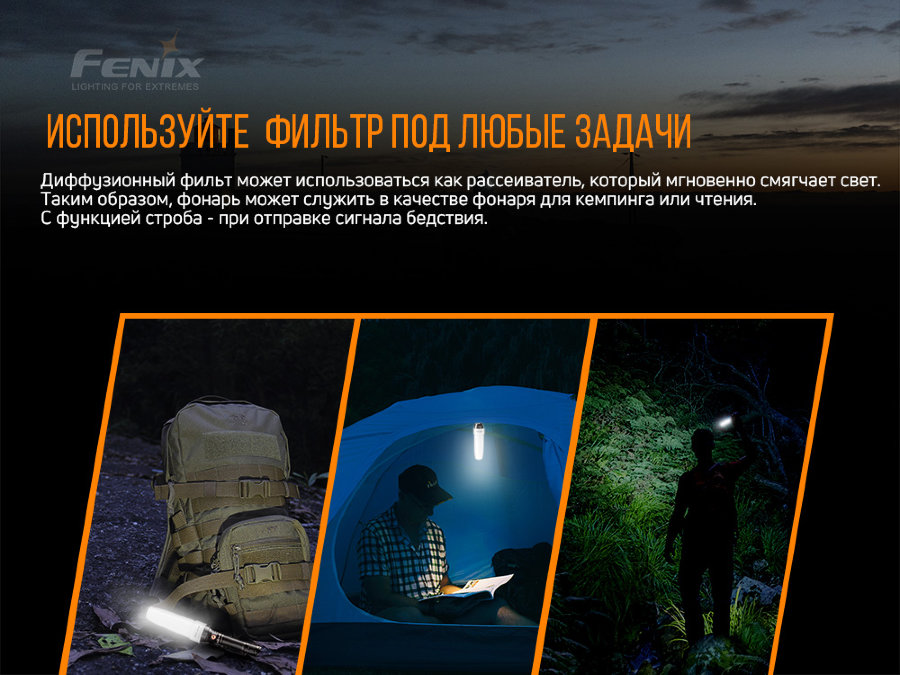 FENIX
LIGHTING FOR EXTREMES
ИСПОЛЬЗУЙТЕ ФИЛЬТР ПОД ЛЮБЫЕ ЗАДАЧИ
Диффузионный фильт может использоваться как рассеиватель, который мгновенно смягчает свет.
Таким образом, фонарь может служить в качестве фонаря для кемпинга или чтения.
С функцией строба - при отправке сигнала бедствия.